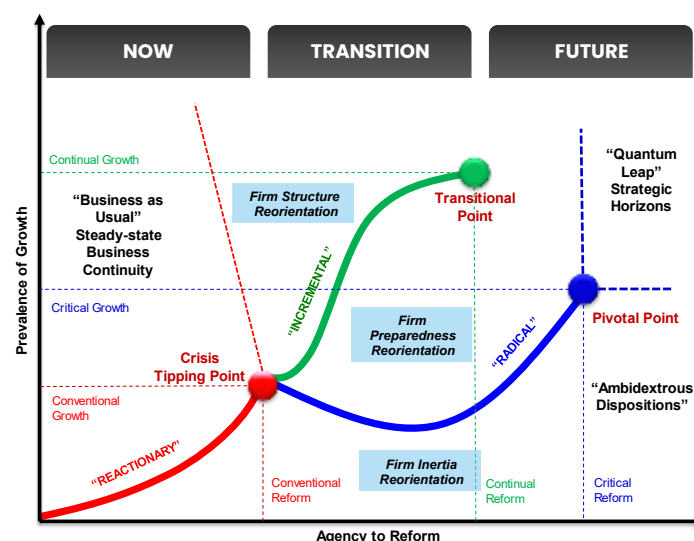 NOW
TRANSITION
FUTURE
Prevalence of Growth
Continual Growth
“Business as
Usual”
Steady-state
Business
Continuity
Firm Structure
Reorientation
Transitional
Point
“Quantum
Leap”
Strategic
Horizons
“INCREMENTAL”
Critical Growth
Firm
Preparedness
Reorientation
“RADICAL”
Pivotal Point
Crisis
Tipping Point
Conventional
Growth
“Ambidextrous
Dispositions”
“REACTIONARY”
Firm Inertia
Reorientation
Conventional
Reform
Continual
Reform
Critical
Reform
Agency to Reform